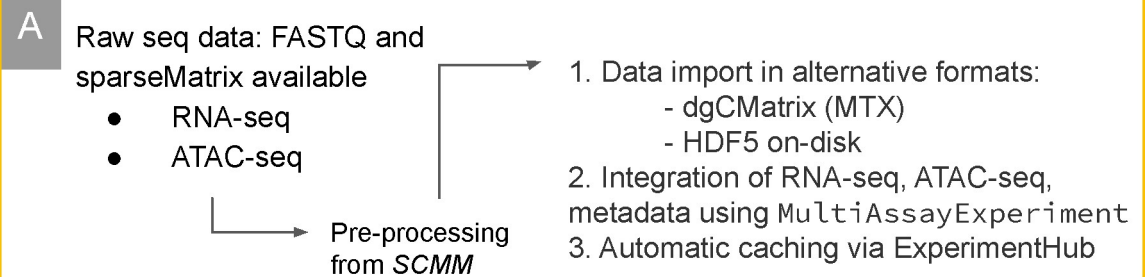 A
Raw seq data: FASTQ and
sparseMatrix available
● RNA-seq
● ATAC-seq
Pre-processing
from SCMM
1. Data import in alternative formats:
- dgCMatrix (MTX)
- HDF5 on-disk
2. Integration of RNA-seq, ATAC-seq,
metadata using MultiAssayExperiment
3. Automatic caching via ExperimentHub